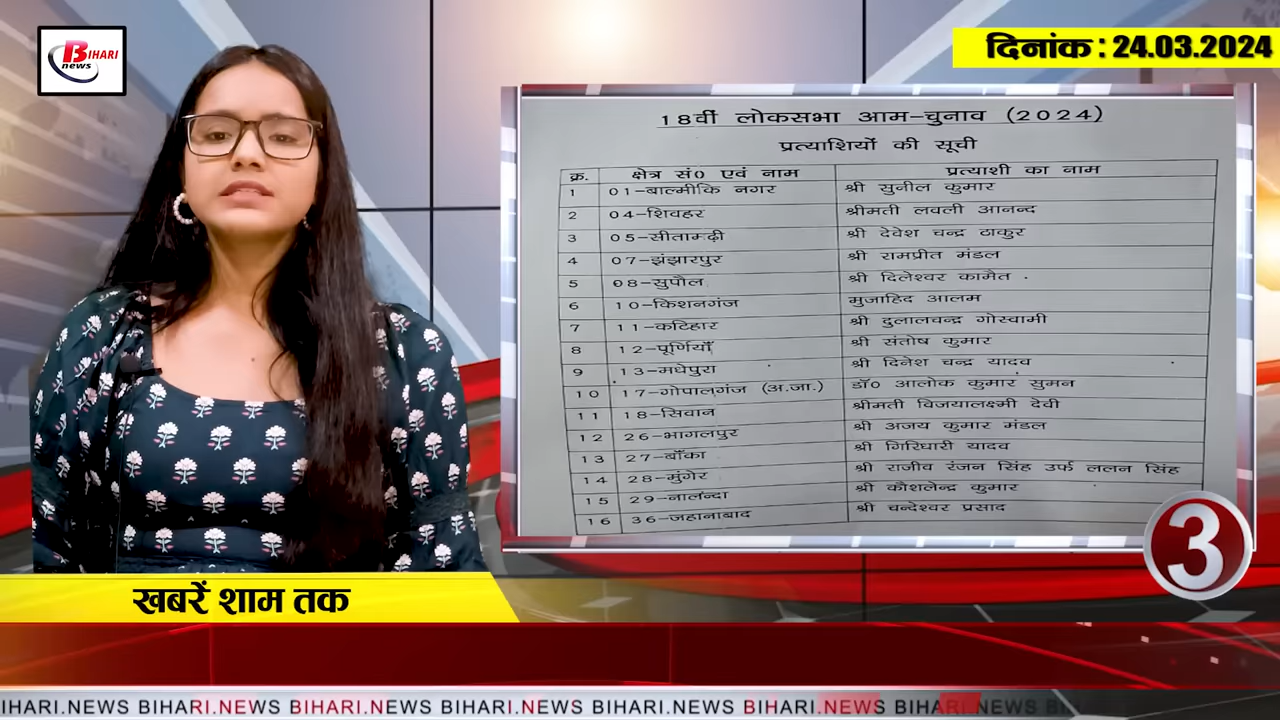 BIHARI
news
दिनांक : 24.03.2024
18वीं लोकसभा आम-चुनाव (2024)
प्रत्याशियों की सूची
क्र. क्षेत्र सं0 एवं नाम प्रत्याशी का नाम
1 01-बाल्मीकि नगर श्री सुनील कुमार
2 04-शिवहर श्रीमती लवली आनन्द
3 05-सीतामढ़ी श्री देवेश चन्द्र ठाकुर
4 07-झंझारपुर श्री रामप्रीत मंडल
5 08-सुपौल श्री दिलेश्वर कामैत
6 10-किशनगंज मुजाहिद आलम
7 11-कटिहार श्री दुलालचन्द्र गोस्वामी
8 12-पूर्णियाँ श्री संतोष कुमार
9 13-मधेपुरा श्री दिनेश चन्द्र यादव
10 17-गोपालगंज (अ.जा.) डॉ0 आलोक कुमार सुमन
11 18-सिवान श्रीमती विजयालक्ष्मी देवी
12 26-भागलपुर श्री अजय कुमार मंडल
13 27-बाँका श्री गिरिधारी यादव
14 28-मुंगेर श्री राजीव रंजन सिंह उर्फ ललन सिंह
15 29-नालन्दा श्री कौशलेन्द्र कुमार
16 36-जहानाबाद श्री चन्देश्वर प्रसाद
3
खबरें शाम तक
IHARI.NEWS BIHARI.NEWS BIHARI.NEWS BIHARI.NEWS BIHARI.NEWS BIHARI.NEWS BIHARI.NEWS BIH